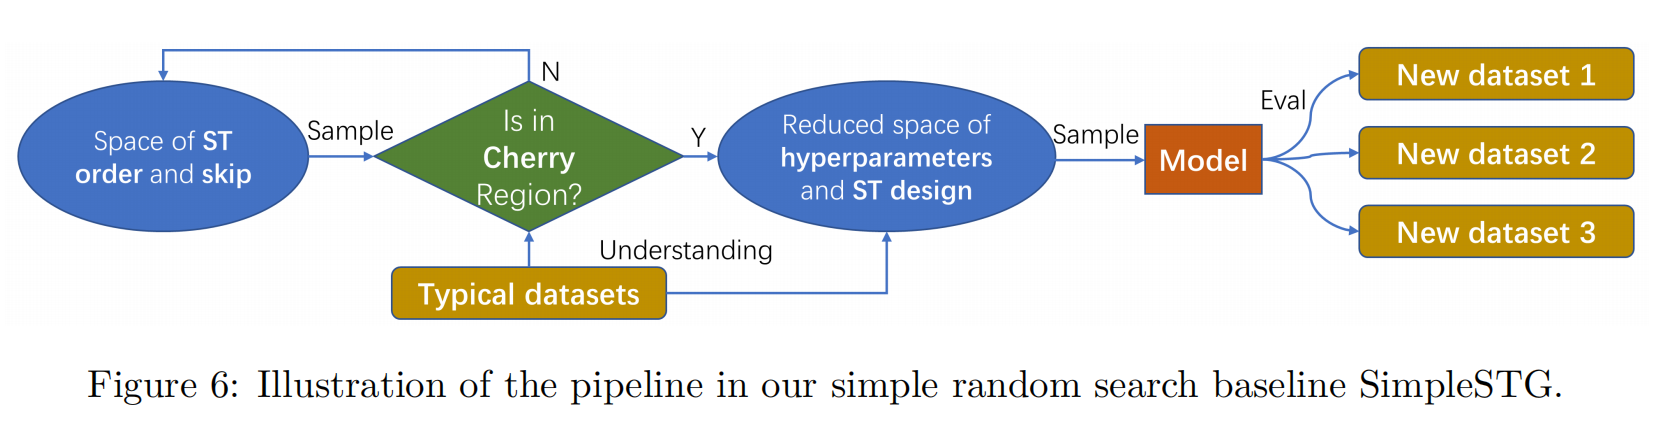 N
Space of ST
order and skip
Sample
Is in
Cherry
Region?
Y
Reduced space of
hyperparameters
and ST design
Sample
Model
Eval
New dataset 1
New dataset 2
New dataset 3
Understanding
Typical datasets
Figure 6: Illustration of the pipeline in our simple random search baseline SimpleSTG.